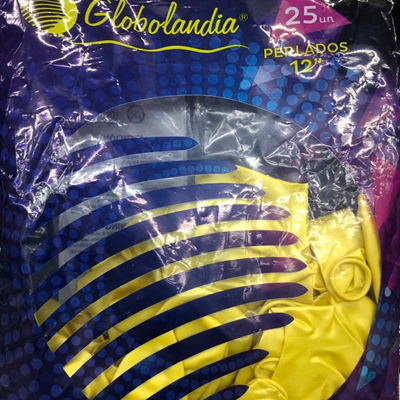 Globolandia®
25 un
PERLADOS
12"